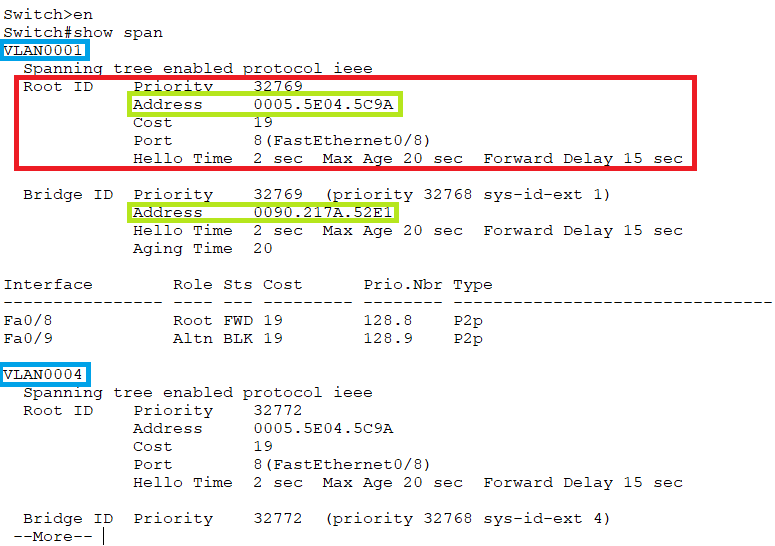 Switch>en
Switch#show span
VLAN0001
  Spanning tree enabled protocol ieee
  Root ID    Priority    32769
             Address     0005.5E04.5C9A
             Cost        19
             Port        8(FastEthernet0/8)
             Hello Time  2 sec  Max Age 20 sec  Forward Delay 15 sec
  Bridge ID  Priority    32769  (priority 32768 sys-id-ext 1)
             Address     0090.217A.52E1
             Hello Time  2 sec  Max Age 20 sec  Forward Delay 15 sec
             Aging Time  20
Interface        Role Sts Cost      Prio.Nbr Type
---------------- ---- --- --------- -------- --------------------------------
Fa0/8            Root FWD 19        128.8    P2p
Fa0/9            Altn BLK 19        128.9    P2p
VLAN0004
  Spanning tree enabled protocol ieee
  Root ID    Priority    32772
             Address     0005.5E04.5C9A
             Cost        19
             Port        8(FastEthernet0/8)
             Hello Time  2 sec  Max Age 20 sec  Forward Delay 15 sec
  Bridge ID  Priority    32772  (priority 32768 sys-id-ext 4)
 --More--